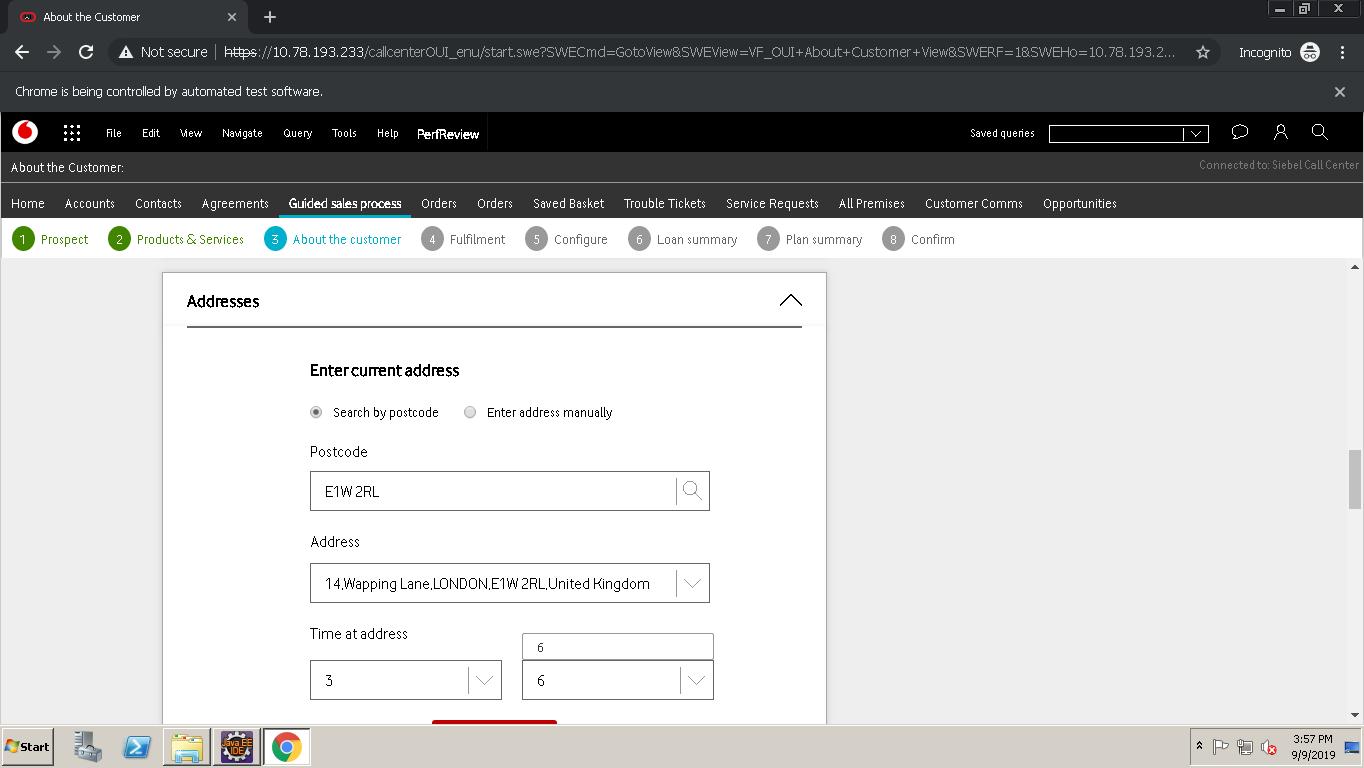 About the Customer
Not secure https://10.78.193.233/callcenterOUI_enu/start.swe?SWECmd=GotoView&SWEView=VF_OUI+About+Customer+View&SWERF=1&SWEHo=10.78.193.2... Incognito
Chrome is being controlled by automated test software.
File Edit View Navigate Query Tools Help PerfReview Saved queries
About the Customer: Connected to: Siebel Call Center
Home Accounts Contacts Agreements Guided sales process Orders Orders Saved Basket Trouble Tickets Service Requests All Premises Customer Comms Opportunities
1 Prospect 2 Products & Services 3 About the customer 4 Fulfilment 5 Configure 6 Loan summary 7 Plan summary 8 Confirm
Addresses
Enter current address
Search by postcode Enter address manually
Postcode
E1W 2RL
Address
14,Wapping Lane,LONDON,E1W 2RL,United Kingdom
Time at address
6
3 6
Start Java EE IDE 3:57 PM
9/9/2019